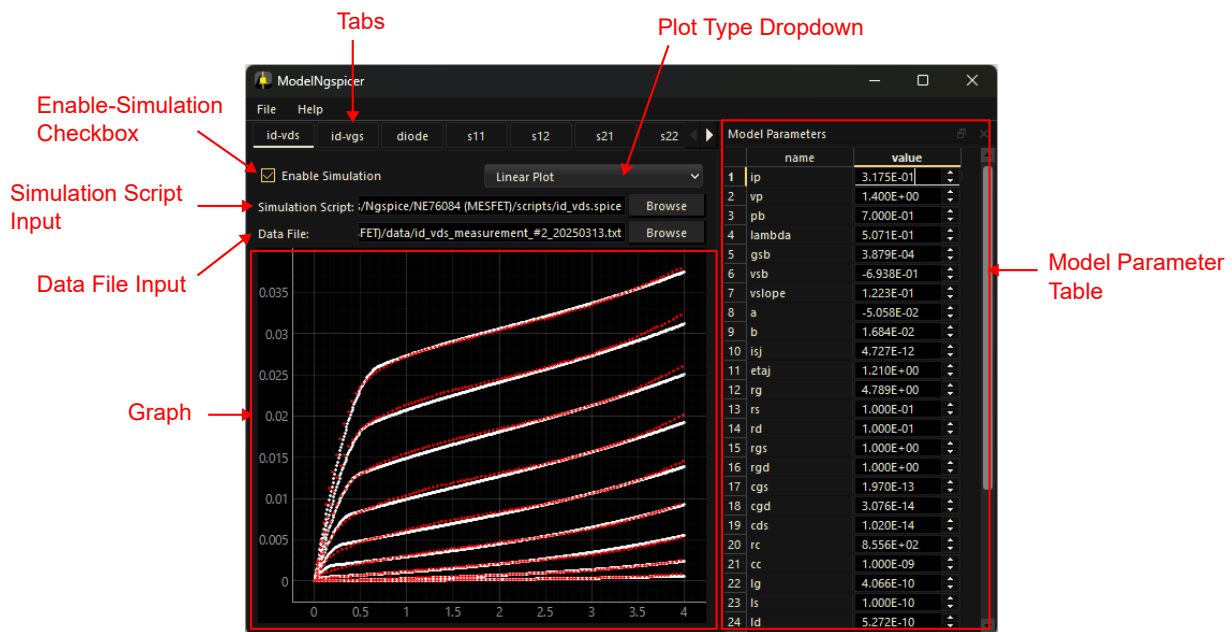 Tabs
Plot Type Dropdown
Enable-Simulation
Checkbox
Simulation Script
Input
Data File Input
Graph
Model Parameter
Table
ModelNgspicer
File Help
id-vds id-vgs diode s11 s12 s21 s22
Enable Simulation Linear Plot
Simulation Script: :/Ngspice/NE76084 (MESFET)/scripts/id_vds.spice Browse
Data File: FET)/data/id_vds_measurement_#2_20250313.txt Browse
0.035
0.03
0.025
0.02
0.015
0.01
0.005
0
0 0.5 1 1.5 2 2.5 3 3.5 4
Model Parameters
name value
1 ip 3.175E-01
2 vp 1.400E+00
3 pb 7.000E-01
4 lambda 5.071E-01
5 gsb 3.879E-04
6 vsb -6.938E-01
7 vslope 1.223E-01
8 a -5.058E-02
9 b 1.684E-02
10 isj 4.727E-12
11 etaj 1.210E+00
12 rg 4.789E+00
13 rs 1.000E-01
14 rd 1.000E-01
15 rgs 1.000E+00
16 rgd 1.000E+00
17 cgs 1.970E-13
18 cgd 3.076E-14
19 cds 1.020E-14
20 rc 8.556E+02
21 cc 1.000E-09
22 lg 4.066E-10
23 ls 1.000E-10
24 ld 5.272E-10